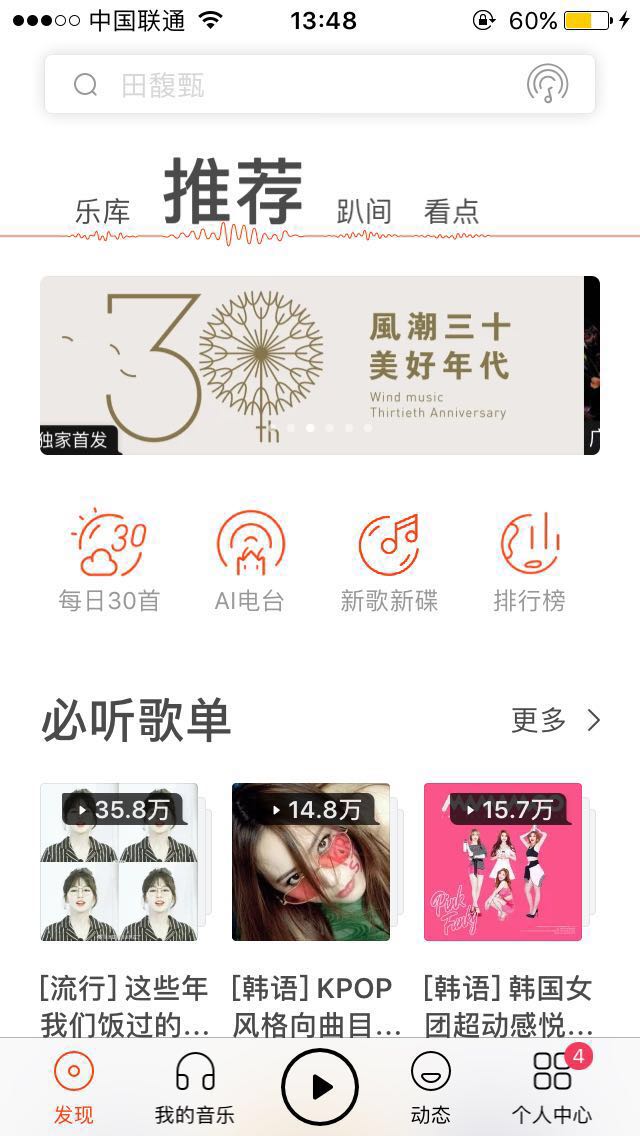 中国联通
13:48
60%
田馥甄
乐库
推荐
趴间
看点
30
th
風潮三十
美好年代
Wind music
Thirtieth Anniversary
独家首发
30
每日30首
AI电台
新歌新碟
排行榜
必听歌单
更多
35.8万
14.8万
15.7万
Pink
Funky
[流行] 这些年
我们饭过的...
[韩语] KPOP
风格向曲目...
[韩语] 韩国女
团超动感悦...
发现
我的音乐
动态
4
个人中心